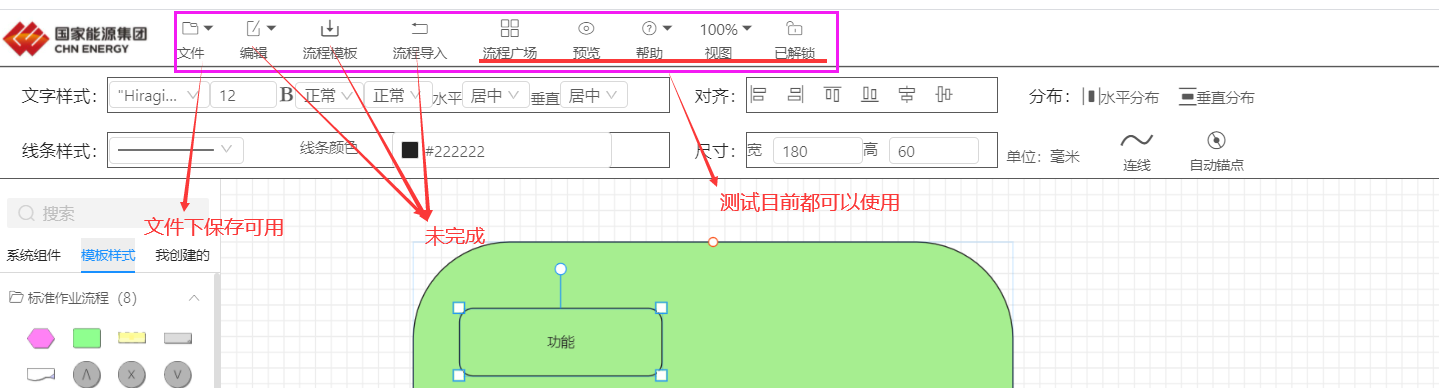 国家能源集团
CHN ENERGY
文件 编辑 流程模板 流程导入 流程广场 预览 帮助 100% 视图 已解锁
文字样式: "Hiragi... 12 B 正常 正常 水平 居中 垂直 居中 对齐: 分布: 水平分布 垂直分布
线条样式: 线条颜色 #222222 尺寸: 宽 180 高 60 单位: 毫米 连线 自动锚点
搜索
文件下保存可用
未完成
测试目前都可以使用
系统组件 模板样式 我创建的
标准作业流程 (8)
功能